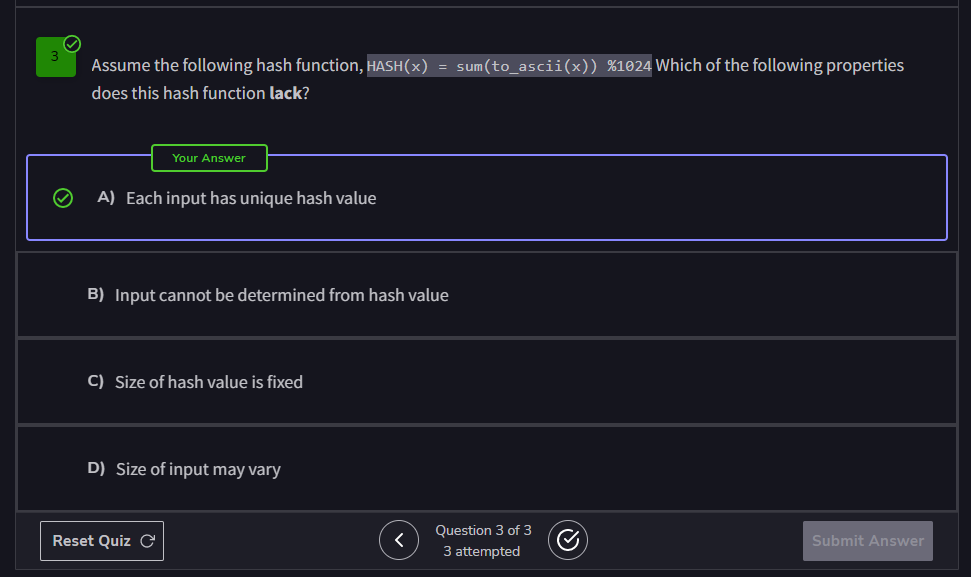 3
Assume the following hash function, HASH(x) = sum(to_ascii(x)) %1024 Which of the following properties
does this hash function lack?
Your Answer
A) Each input has unique hash value
B) Input cannot be determined from hash value
C) Size of hash value is fixed
D) Size of input may vary
Reset Quiz
Question 3 of 3
3 attempted
Submit Answer